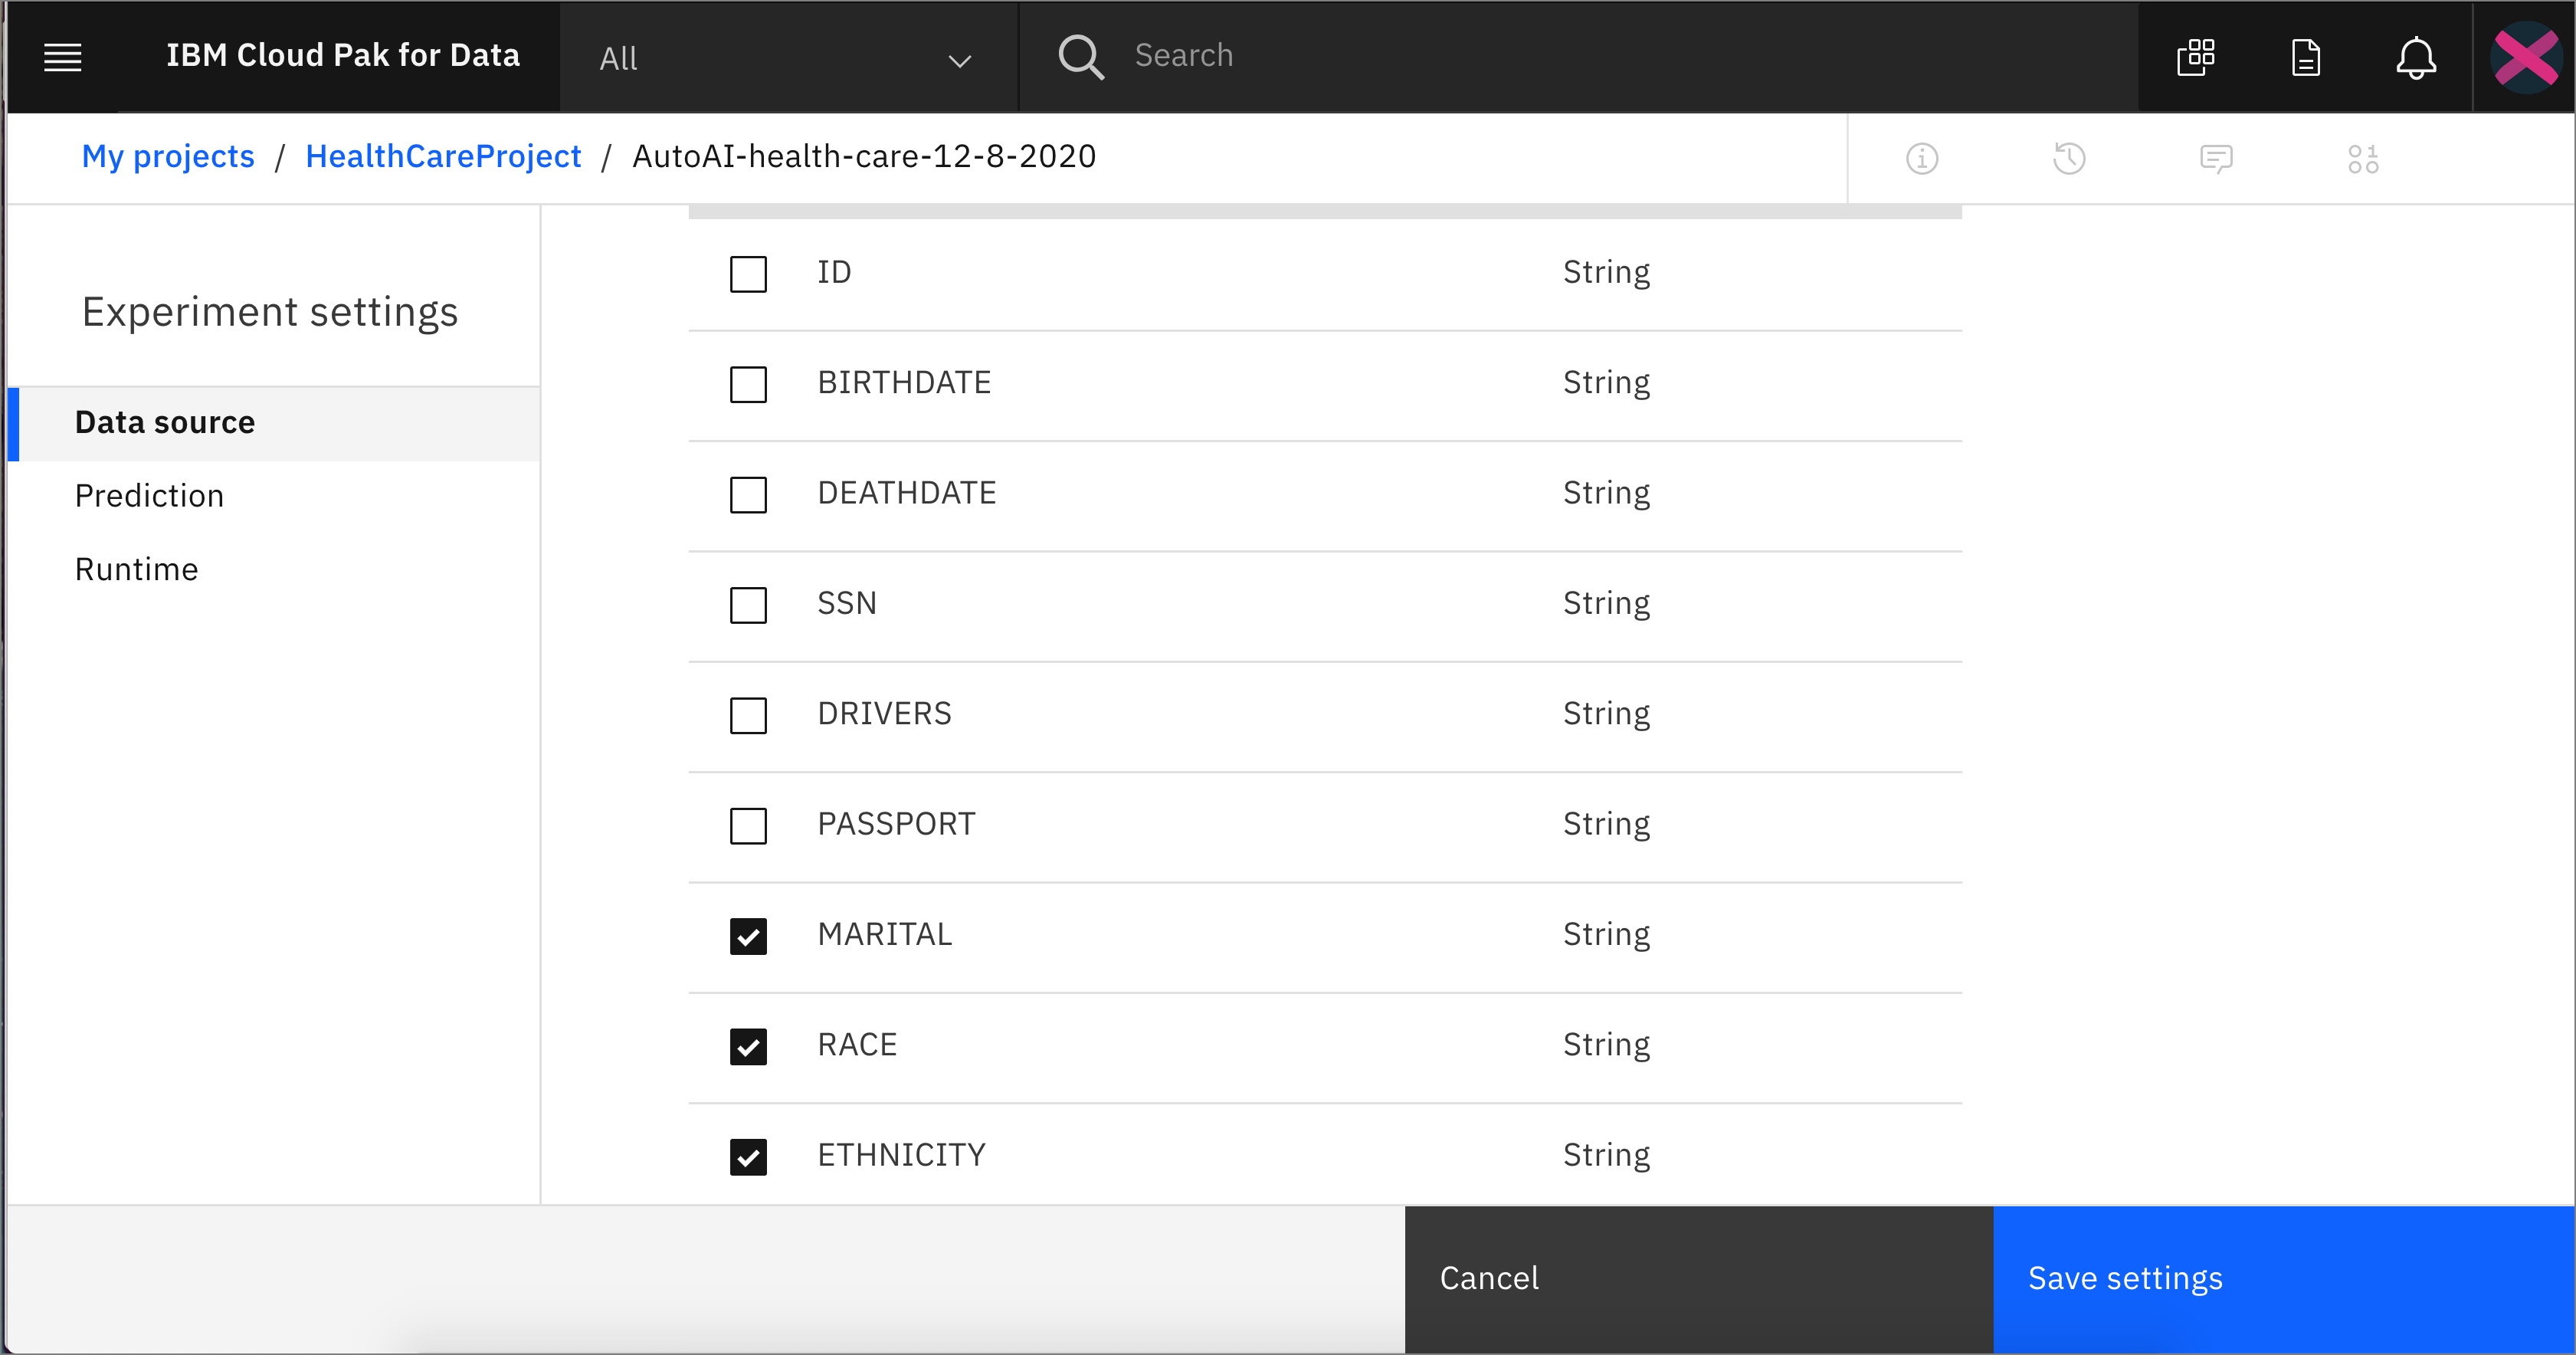 IBM Cloud Pak for Data
All
Search
My projects / HealthCareProject / AutoAI-health-care-12-8-2020
Experiment settings
Data source
Prediction
Runtime
ID String
BIRTHDATE String
DEATHDATE String
SSN String
DRIVERS String
PASSPORT String
MARITAL String
RACE String
ETHNICITY String
Cancel
Save settings